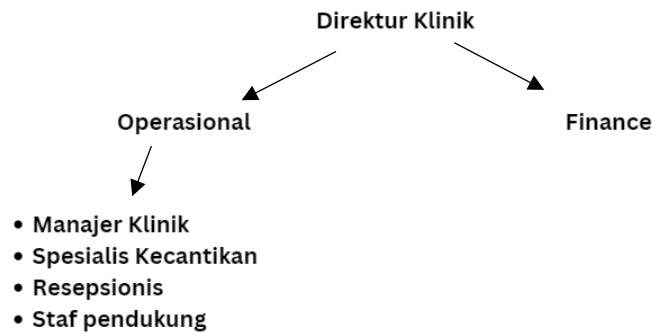 Direktur Klinik
Operasional
Finance
• Manajer Klinik
• Spesialis Kecantikan
• Resepsionis
• Staf pendukung